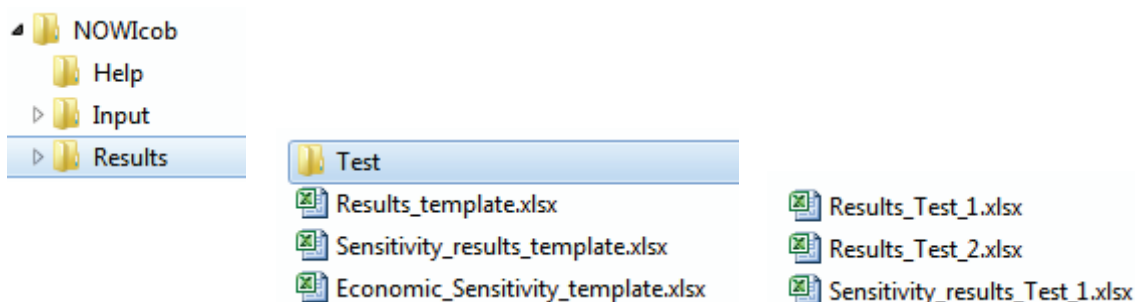 NOWIcob
Help
Input
Results
Test
Results_template.xlsx
Sensitivity_results_template.xlsx
Economic_Sensitivity_template.xlsx
Results_Test_1.xlsx
Results_Test_2.xlsx
Sensitivity_results_Test_1.xlsx